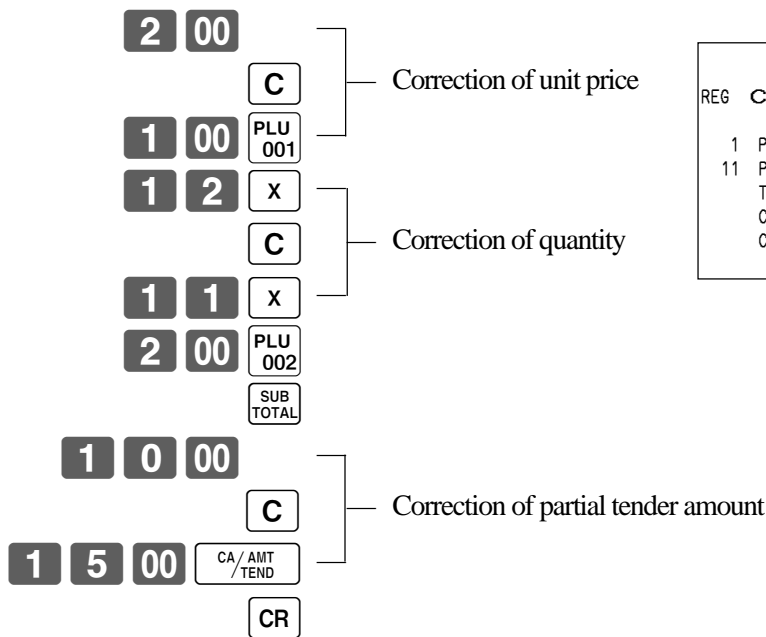 2 00
C
Correction of unit price
1 00 PLU 001
1 2 X
C
Correction of quantity
1 1 X
2 00 PLU 002
SUB TOTAL
1 0 00
C
Correction of partial tender amount
1 5 00 CA/AMT/TEND
CR
REG C
1 P
11 P
T
C
C